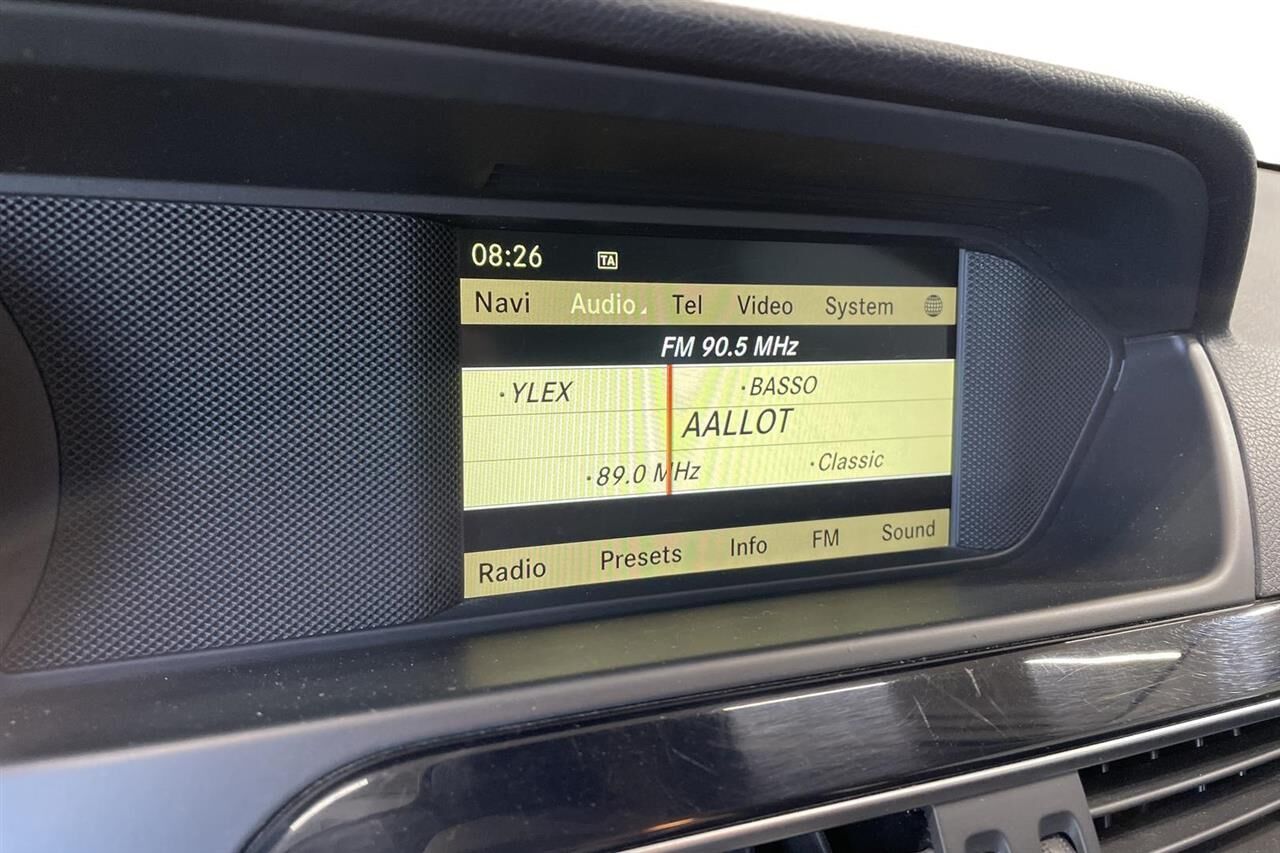 08:26 TA
Navi Audio Tel Video System
FM 90.5 MHz
·YLEX ·BASSO
AALLOT
·89.0 MHz ·Classic
Radio Presets Info FM Sound